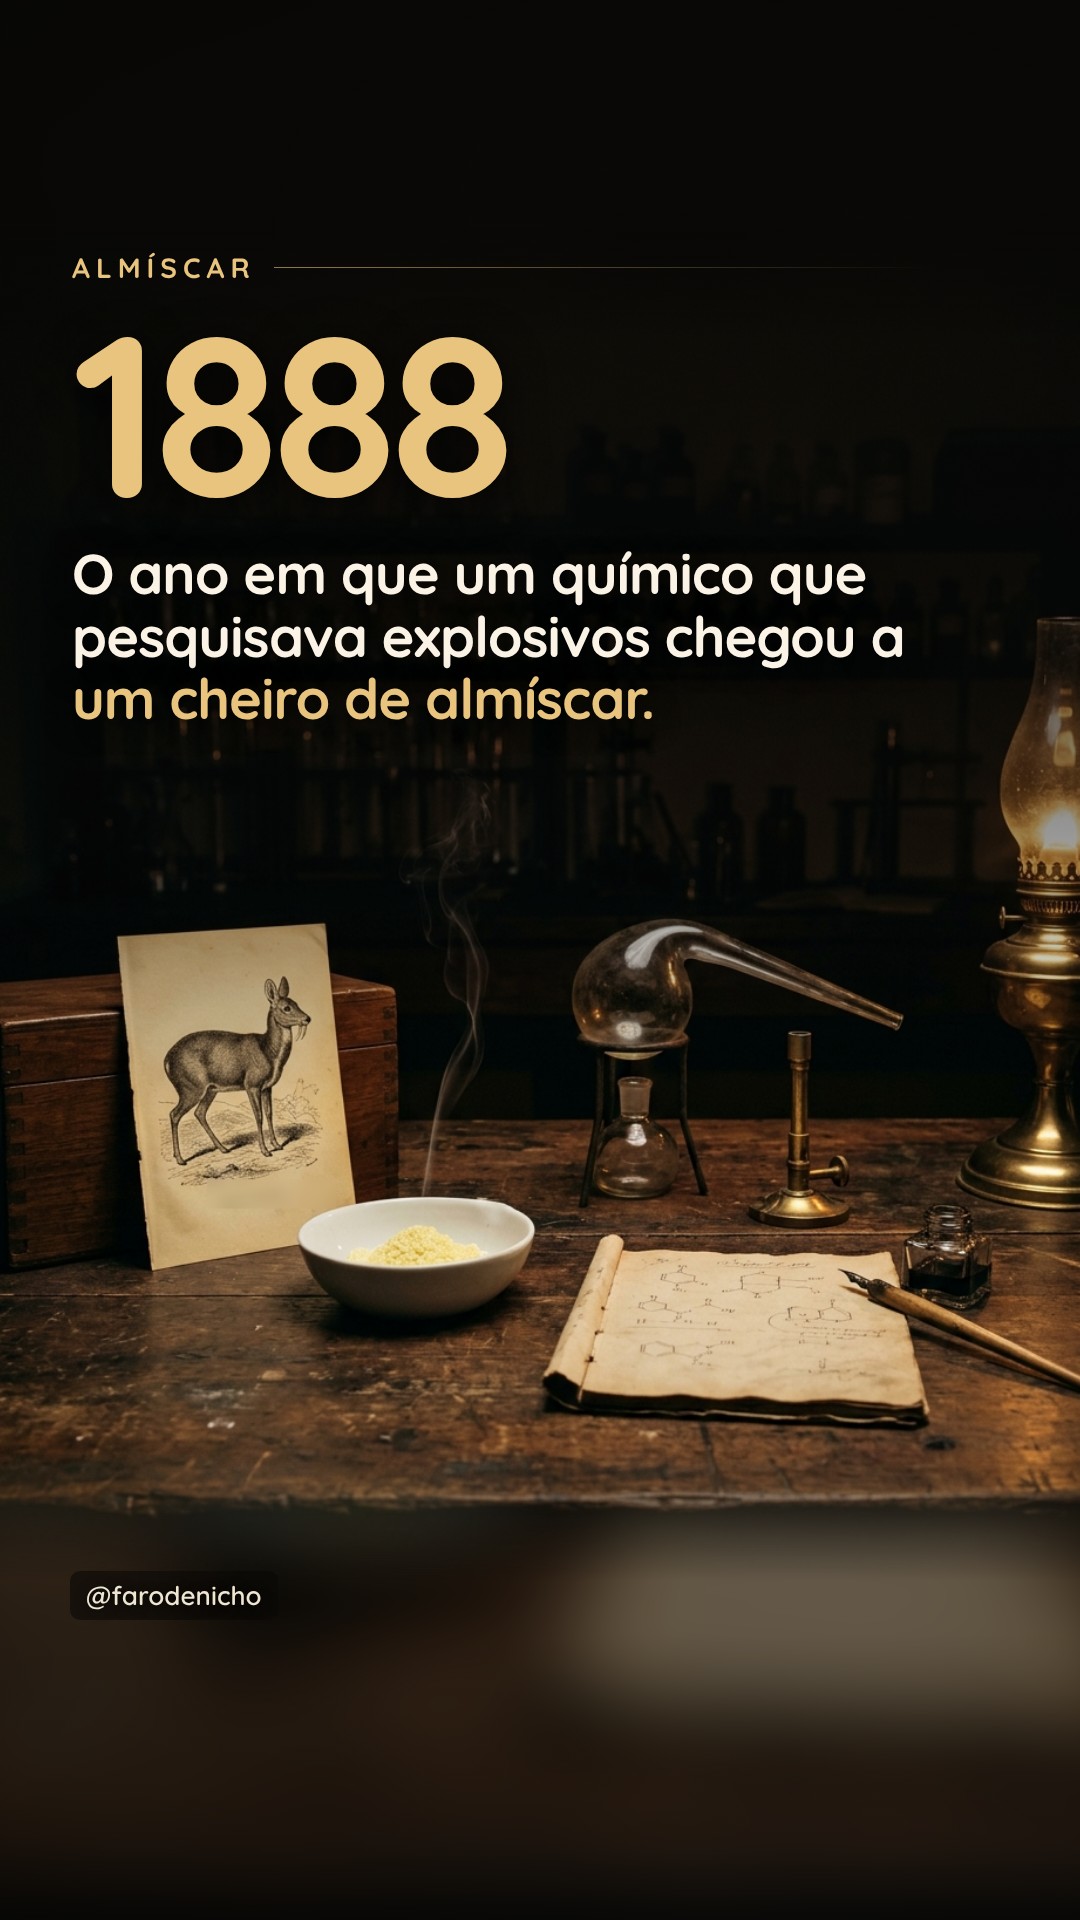 ALMÍSCAR
1888
O ano em que um químico que
pesquisava explosivos chegou a
um cheiro de almíscar.
@farodenicho